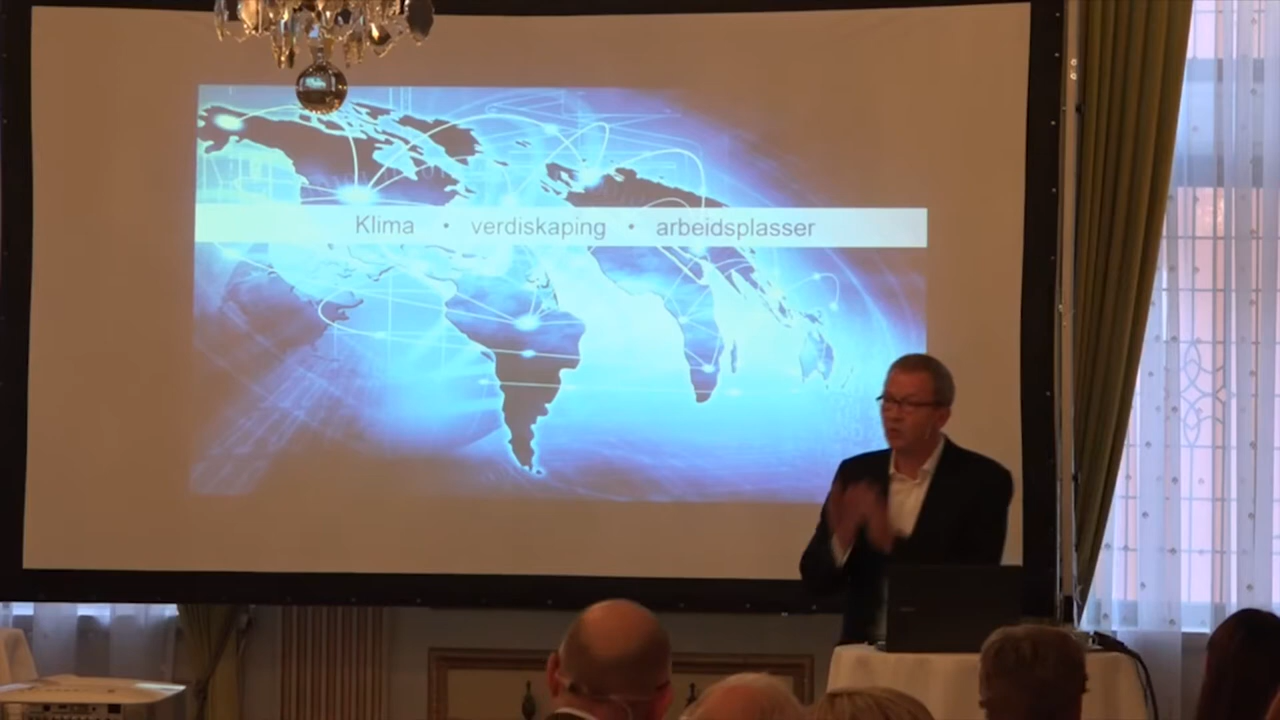 Klima • verdiskaping • arbeidsplasser